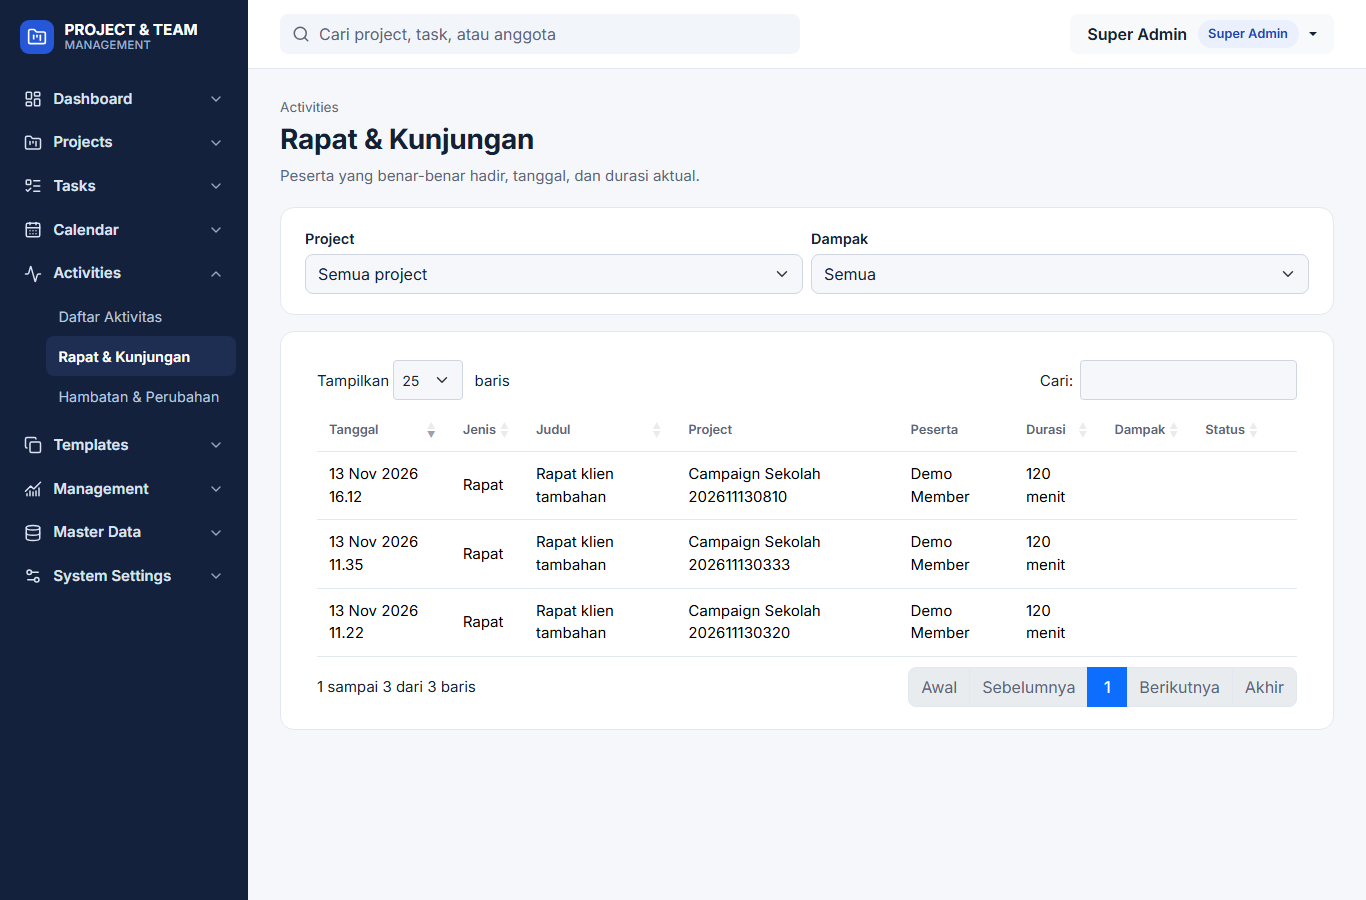 PROJECT & TEAM
MANAGEMENT
Dashboard
Projects
Tasks
Calendar
Activities
Daftar Aktivitas
Rapat & Kunjungan
Hambatan & Perubahan
Templates
Management
Master Data
System Settings
Cari project, task, atau anggota
Super Admin Super Admin
Activities
Rapat & Kunjungan
Peserta yang benar-benar hadir, tanggal, dan durasi aktual.
Project Dampak
Semua project Semua
Tampilkan 25 baris Cari:
Tanggal Jenis Judul Project Peserta Durasi Dampak Status
13 Nov 2026 16.12 Rapat Rapat klien tambahan Campaign Sekolah 202611130810 Demo Member 120 menit
13 Nov 2026 11.35 Rapat Rapat klien tambahan Campaign Sekolah 202611130333 Demo Member 120 menit
13 Nov 2026 11.22 Rapat Rapat klien tambahan Campaign Sekolah 202611130320 Demo Member 120 menit
1 sampai 3 dari 3 baris Awal Sebelumnya 1 Berikutnya Akhir